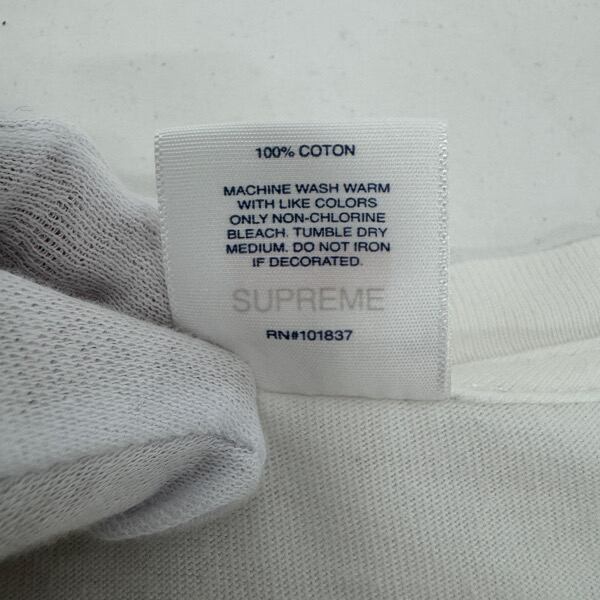 100% COTON
MACHINE WASH WARM
WITH LIKE COLORS
ONLY NON-CHLORINE
BLEACH. TUMBLE DRY
MEDIUM. DO NOT IRON
IF DECORATED.
SUPREME
RN#101837